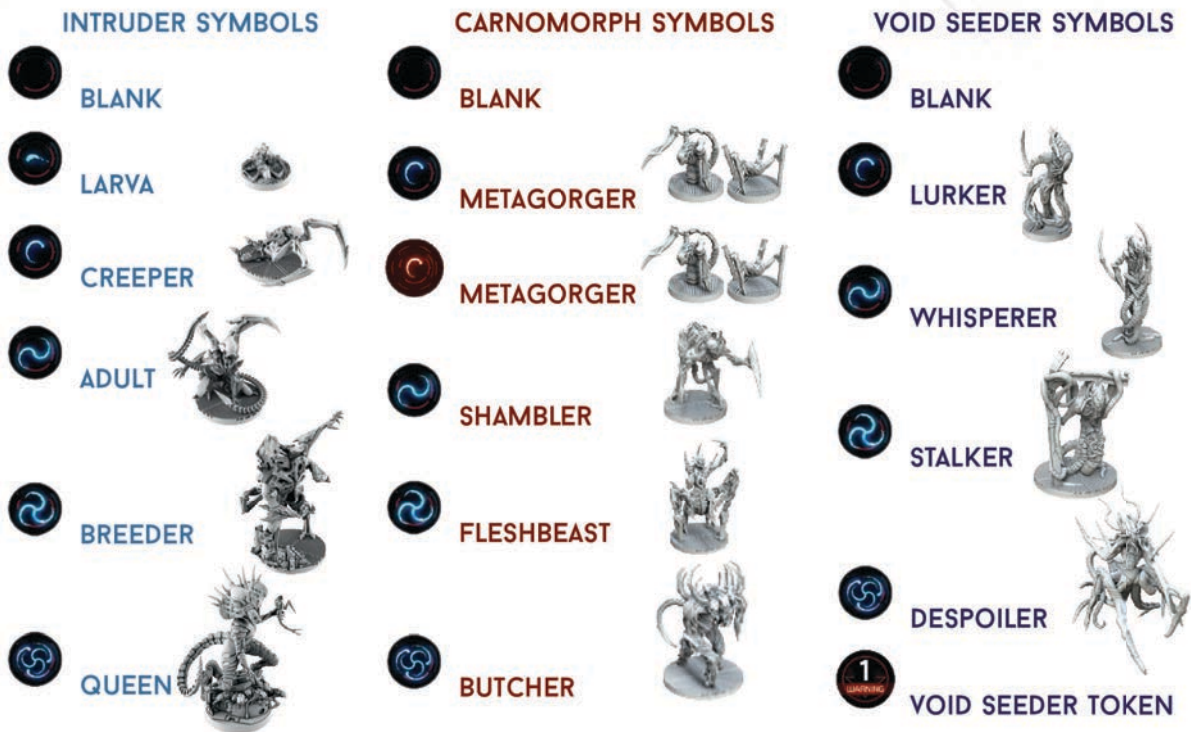 INTRUDER SYMBOLS
BLANK
LARVA
CREEPER
ADULT
BREEDER
QUEEN
CARNOMORPH SYMBOLS
BLANK
METAGORGER
METAGORGER
SHAMBLER
FLESHBEAST
BUTCHER
VOID SEEDER SYMBOLS
BLANK
LURKER
WHISPERER
STALKER
DESPOILER
1
WARNING
VOID SEEDER TOKEN